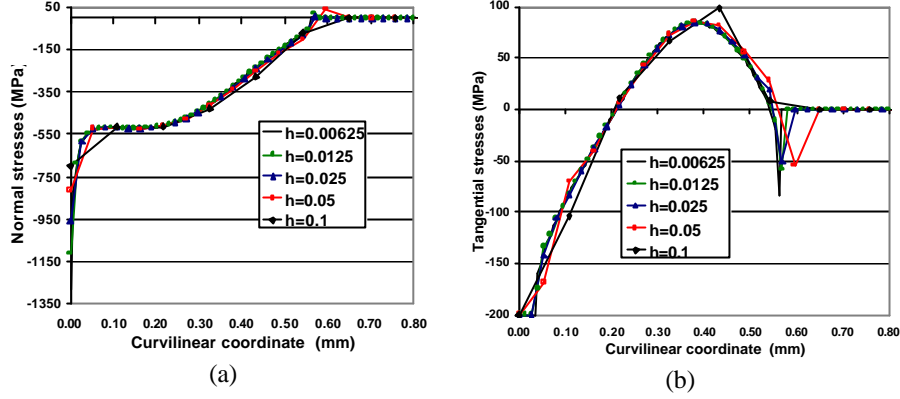 50
-150
-350
-550
-750
-950
-1150
-1350
Normal stresses (MPa)
h=0.00625
h=0.0125
h=0.025
h=0.05
h=0.1
0.00 0.10 0.20 0.30 0.40 0.50 0.60 0.70 0.80
Curvilinear coordinate (mm)
(a)
100
50
0
-50
-100
-150
-200
Tangential stresses (MPa)
h=0.00625
h=0.0125
h=0.025
h=0.05
h=0.1
0.00 0.10 0.20 0.30 0.40 0.50 0.60 0.70 0.80
Curvilinear coordinate (mm)
(b)